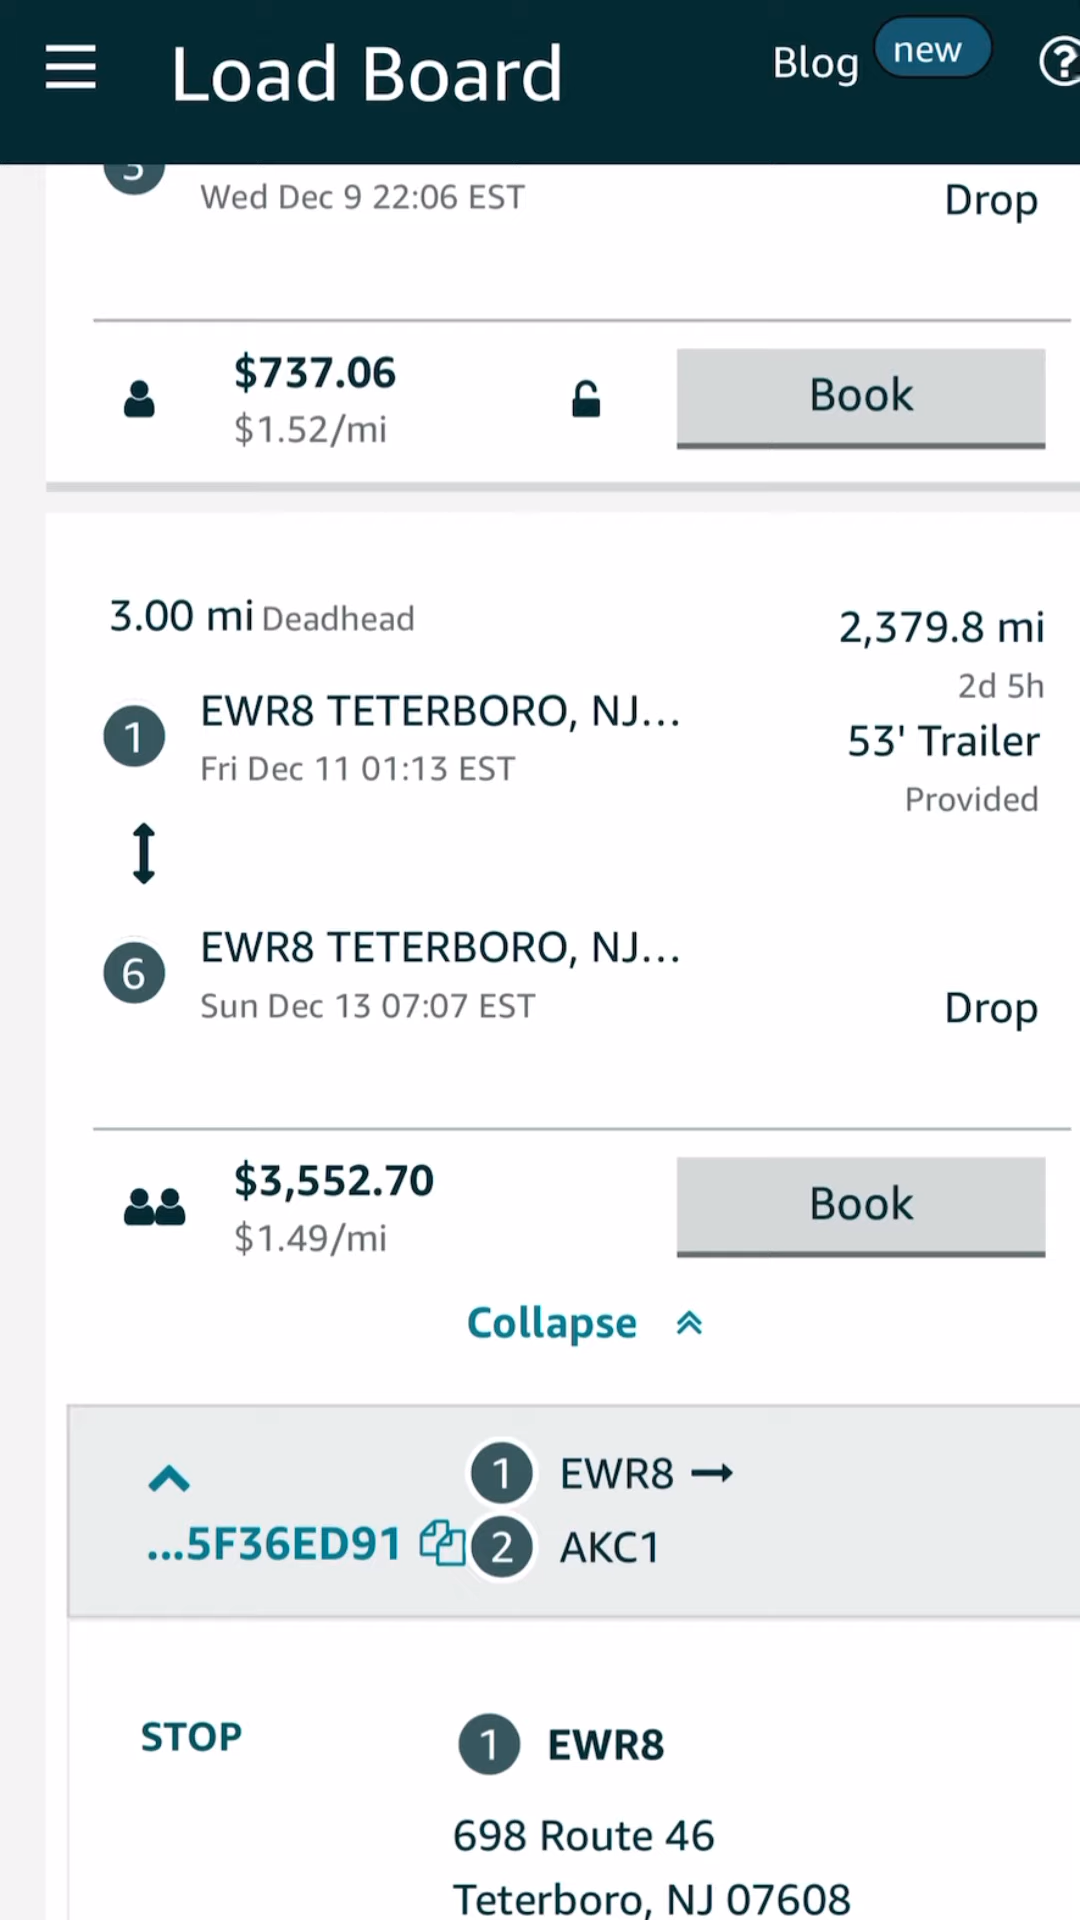 Load Board
Blog
new
?
3
Wed Dec 9 22:06 EST
Drop
$737.06
$1.52/mi
Book
3.00 mi Deadhead
2,379.8 mi
2d 5h
1
EWR8 TETERBORO, NJ...
Fri Dec 11 01:13 EST
53' Trailer
Provided
6
EWR8 TETERBORO, NJ...
Sun Dec 13 07:07 EST
Drop
$3,552.70
$1.49/mi
Book
Collapse
1 EWR8
...5F36ED91
2 AKC1
STOP
1 EWR8
698 Route 46
Teterboro, NJ 07608